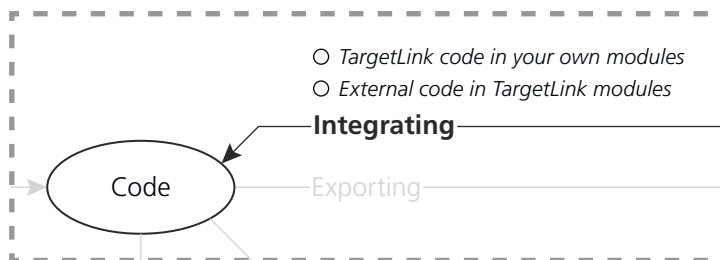 TargetLink code in your own modules
External code in TargetLink modules
Integrating
Code
Exporting